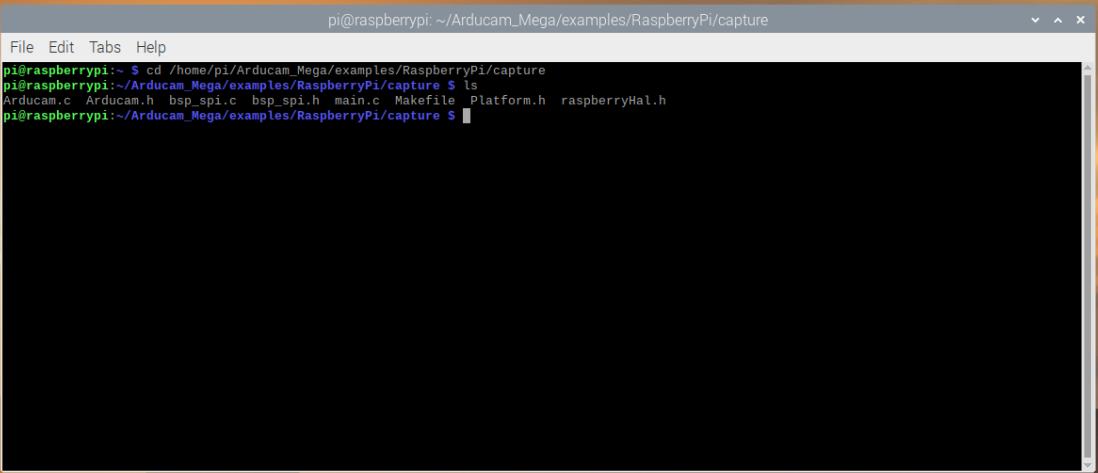 pi@raspberrypi: ~/Arducam_Mega/examples/RaspberryPi/capture
File Edit Tabs Help
pi@raspberrypi:~ $ cd /home/pi/Arducam_Mega/examples/RaspberryPi/capture
pi@raspberrypi:~/Arducam_Mega/examples/RaspberryPi/capture $ ls
Arducam.c Arducam.h bsp_spi.c bsp_spi.h main.c Makefile Platform.h raspberryHal.h
pi@raspberrypi:~/Arducam_Mega/examples/RaspberryPi/capture $